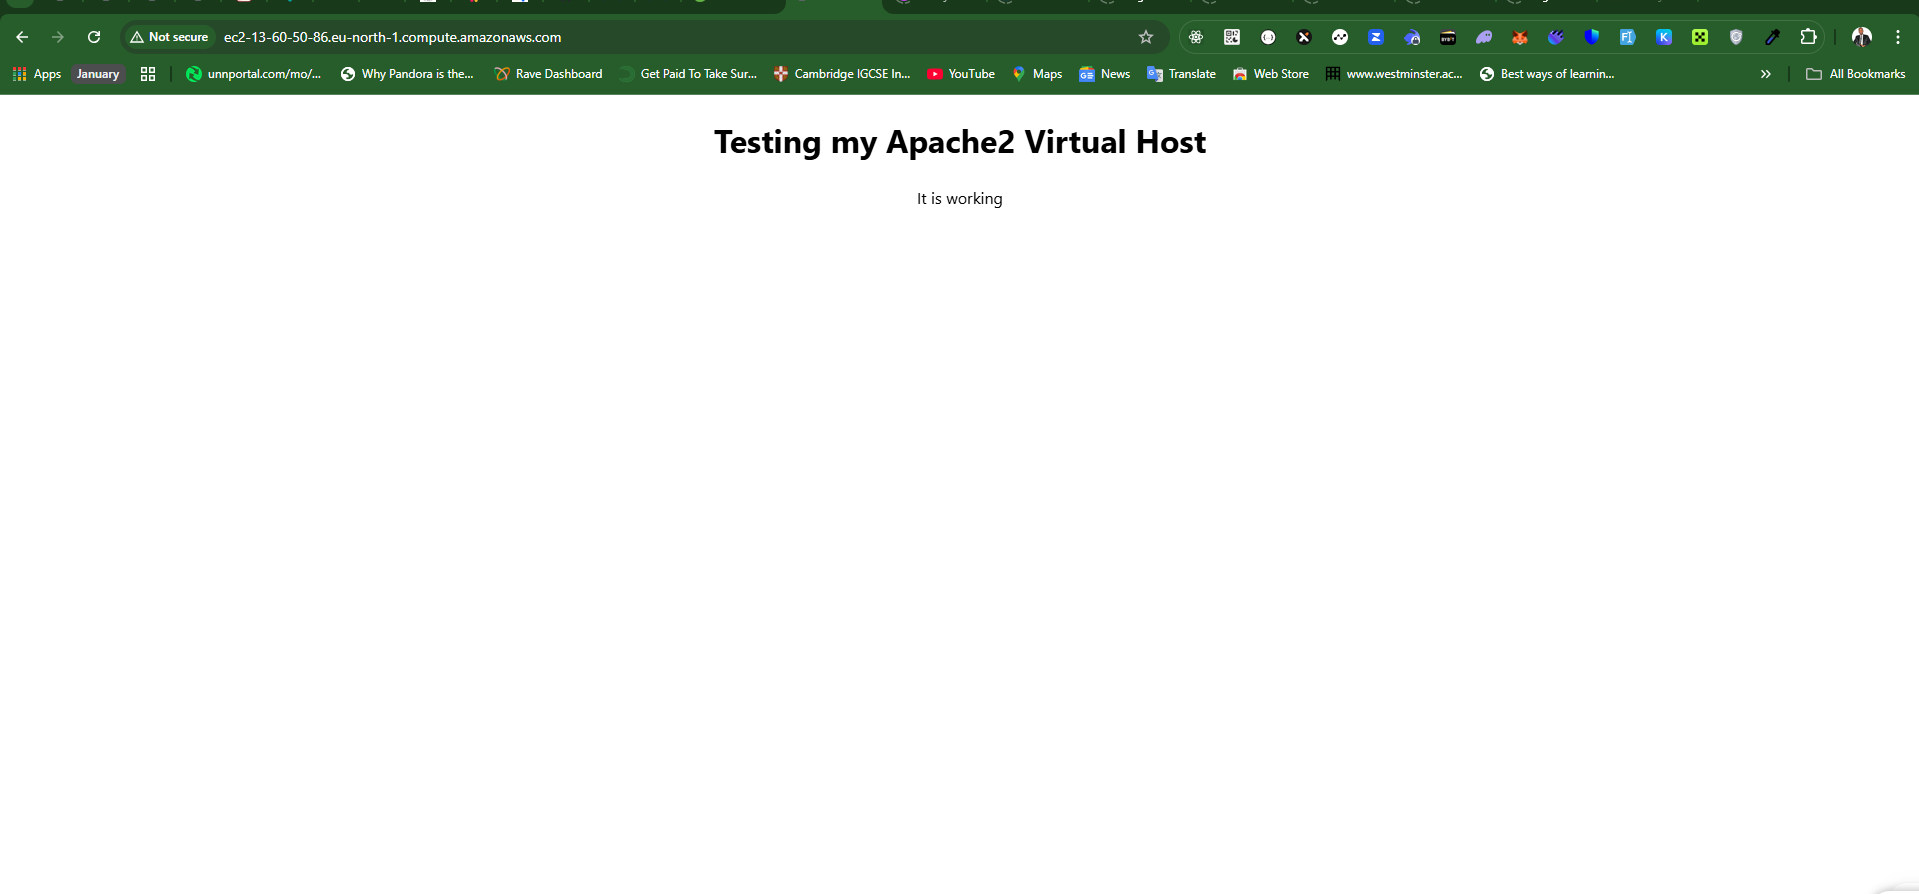 Not secure ec2-13-60-50-86.eu-north-1.compute.amazonaws.com
Apps January unnportal.com/mo/... Why Pandora is the... Rave Dashboard Get Paid To Take Sur... Cambridge IGCSE In... YouTube Maps News Translate Web Store www.westminster.ac... Best ways of learnin... » All Bookmarks
Testing my Apache2 Virtual Host
It is working